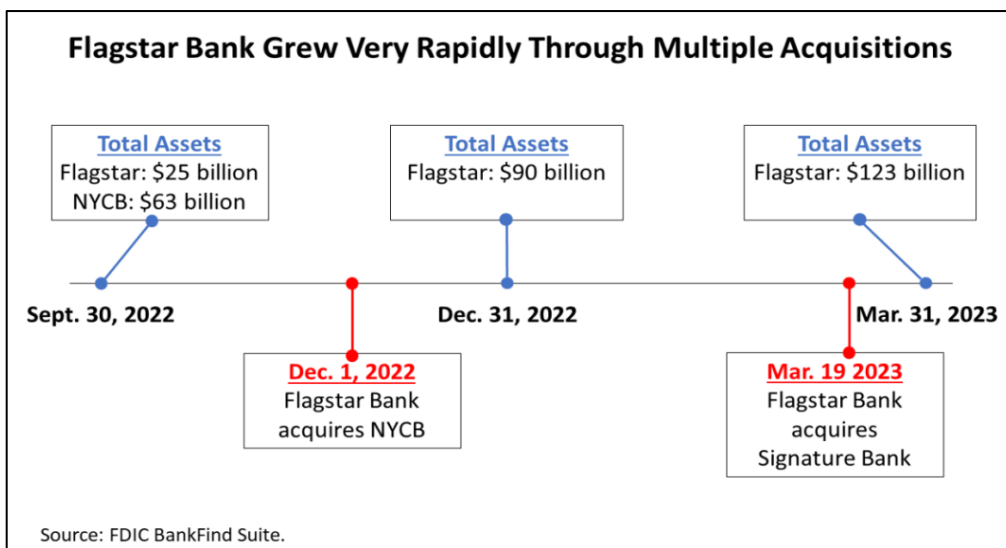 Flagstar Bank Grew Very Rapidly Through Multiple Acquisitions
Total Assets
Flagstar: $25 billion
NYCB: $63 billion
Total Assets
Flagstar: $90 billion
Total Assets
Flagstar: $123 billion
Sept. 30, 2022
Dec. 31, 2022
Mar. 31, 2023
Dec. 1, 2022
Flagstar Bank
acquires NYCB
Mar. 19 2023
Flagstar Bank
acquires
Signature Bank
Source: FDIC BankFind Suite.